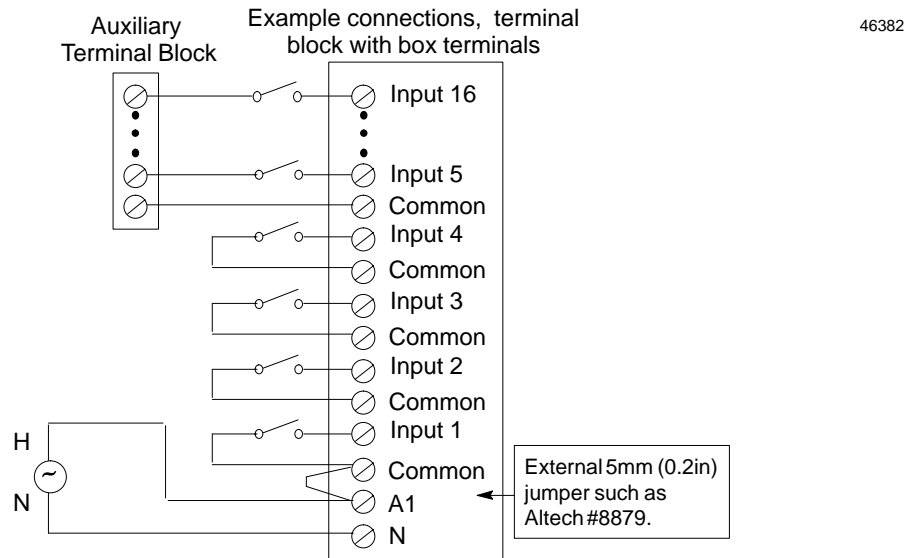 46382
Auxiliary
Terminal Block
Example connections, terminal
block with box terminals
Input 16
Input 5
Common
Input 4
Common
Input 3
Common
Input 2
Common
Input 1
Common
A1
N
H
~
N
External 5mm (0.2in)
jumper such as
Altech #8879.